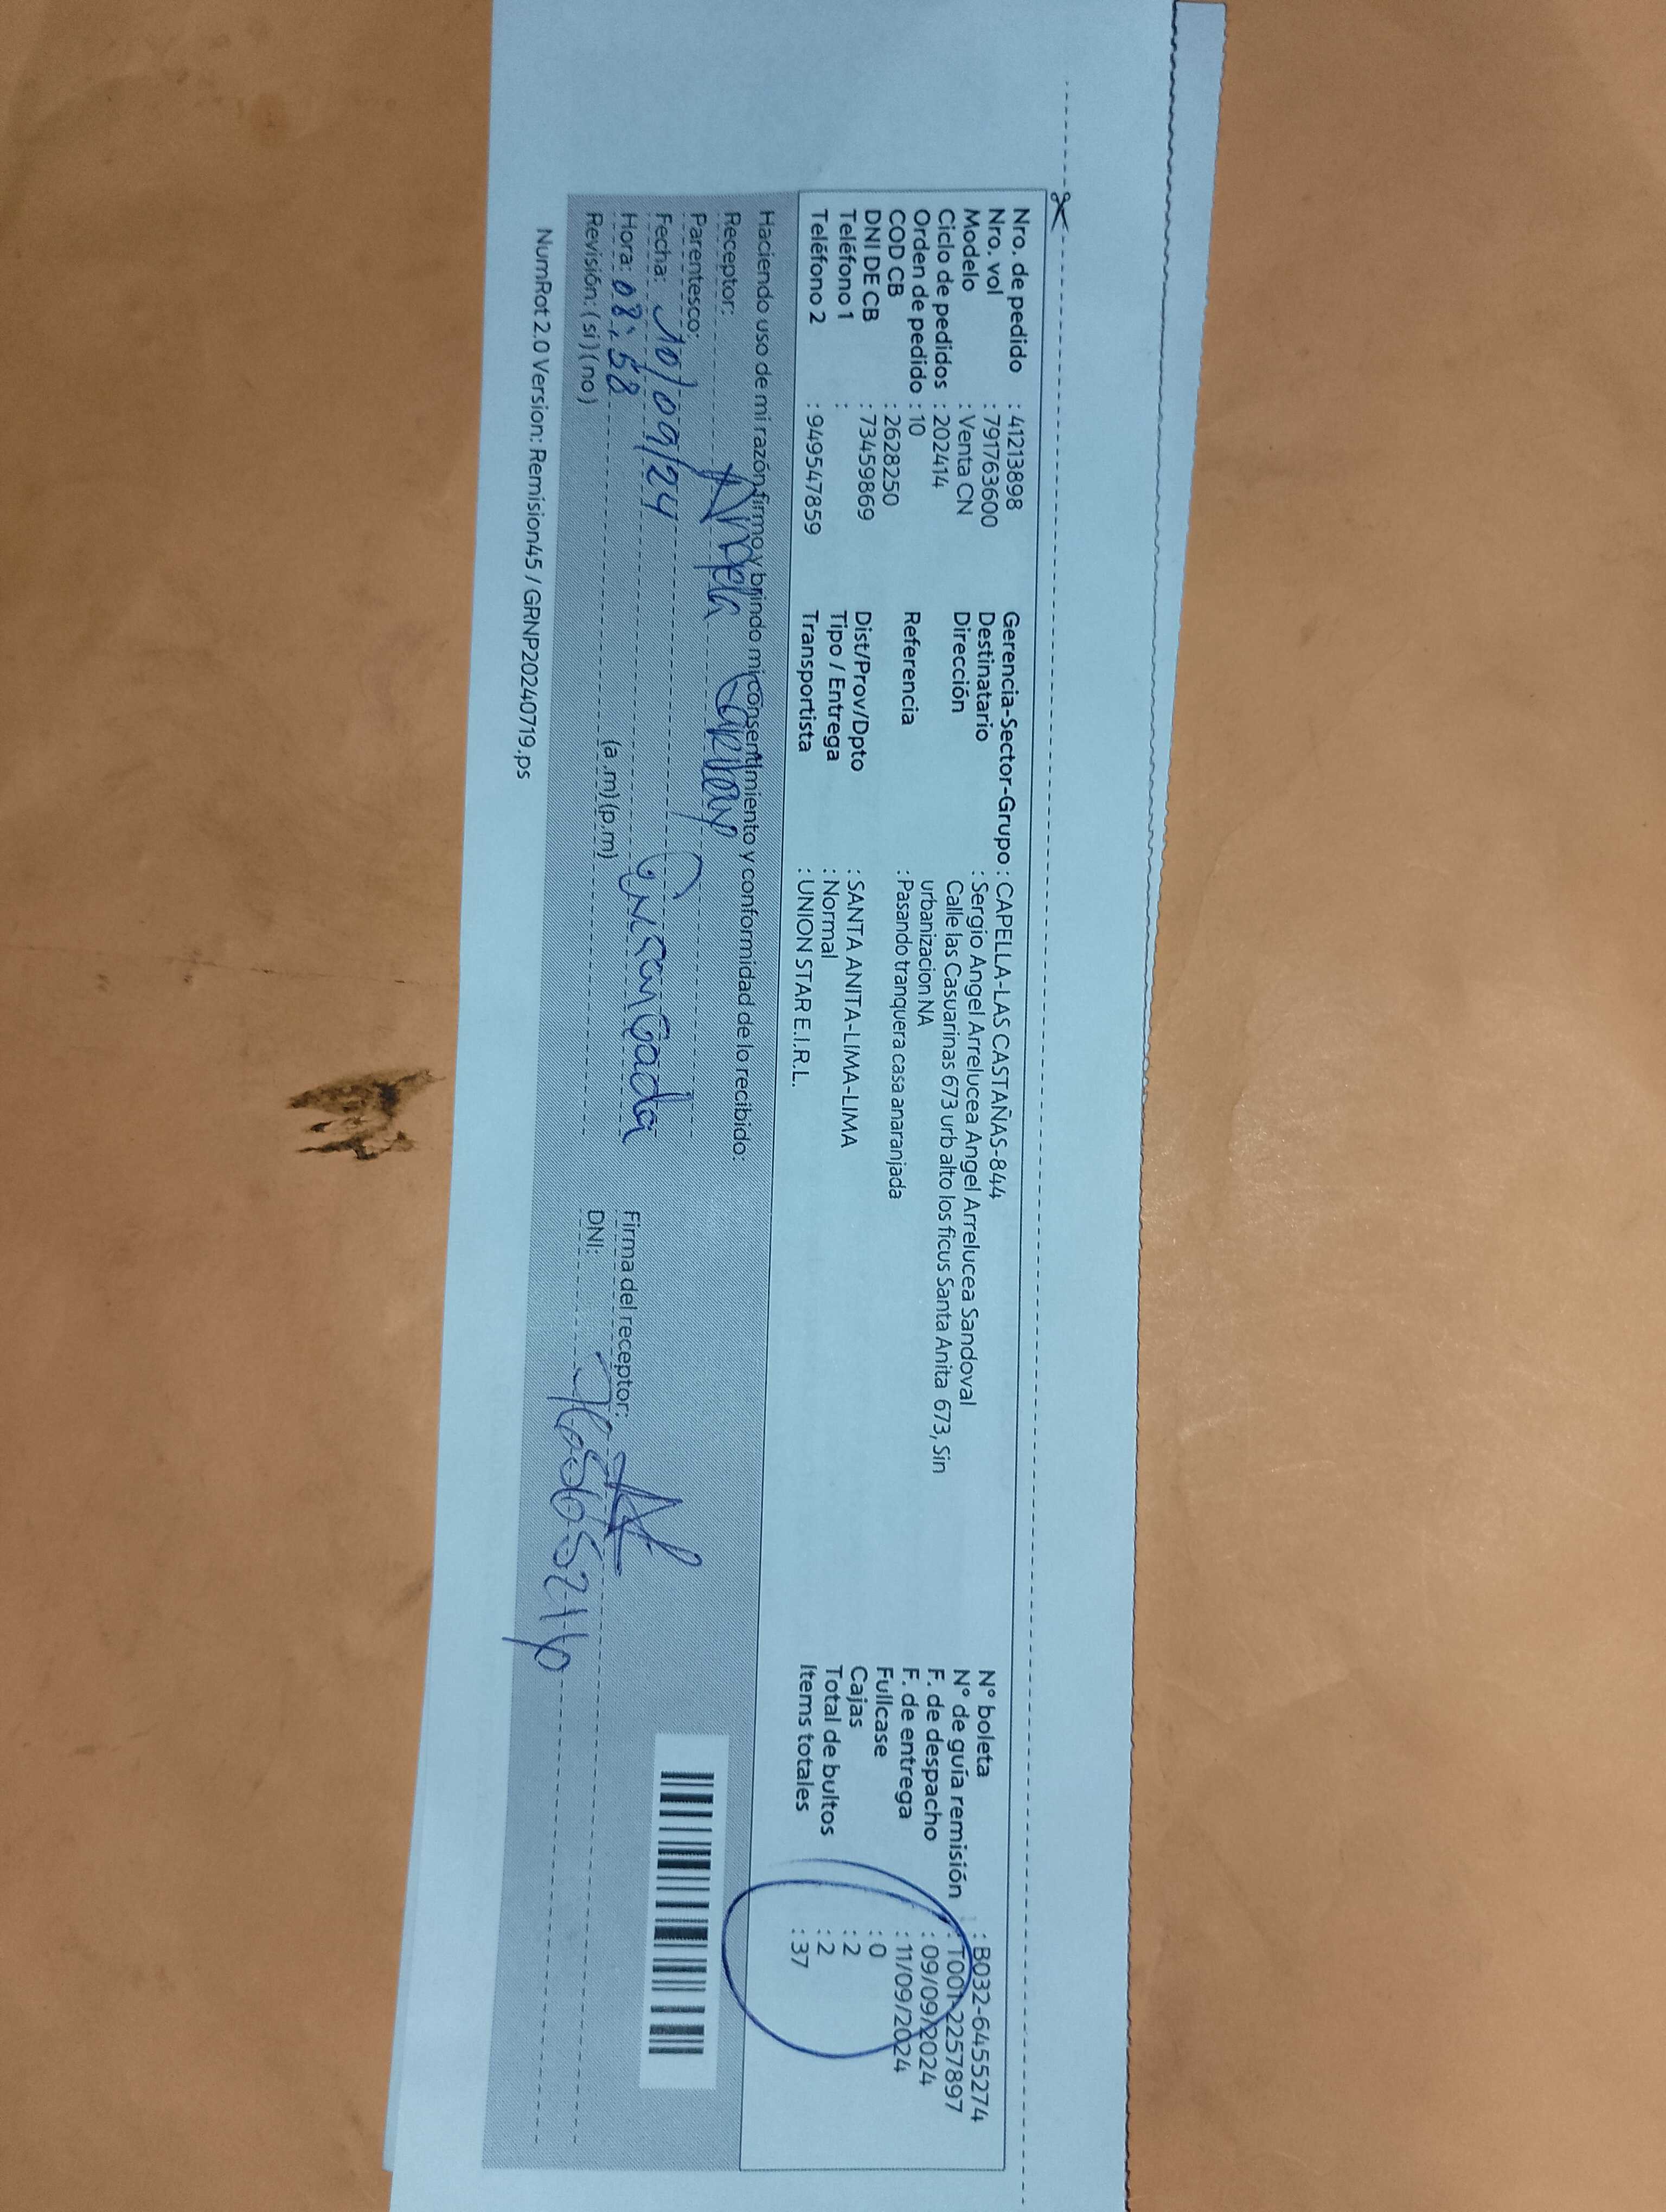 Nro. de pedido : 41213898
Nro. vol : 791763600
Modelo : Venta CN
Ciclo de pedidos : 202414
Orden de pedido : 10
COD CB : 2628250
DNI DE CB : 73459869
Teléfono 1 :
Teléfono 2 : 949547859
Gerencia-Sector-Grupo : CAPELLA-LAS CASTAÑAS-844
Destinatario : Sergio Angel Arrelucea Angel Arrelucea Sandoval
Dirección Calle las Casuarinas 673 urb alto los ficus Santa Anita 673, Sin
urbanizacion NA
Referencia : Pasando tranquera casa anaranjada
Dist/Prov/Dpto : SANTA ANITA-LIMA-LIMA
Tipo / Entrega : Normal
Transportista : UNION STAR E.I.R.L.
N° boleta : B032-6455274
N° de guía remisión : T001-2257897
F. de despacho : 09/09/2024
F. de entrega : 11/09/2024
Fullcase : 0
Cajas : 2
Total de bultos : 2
Items totales : 37
Haciendo uso de mi razón firmo y brindo mi consentimiento y conformidad de lo recibido:
Receptor: Angela
Parentesco: Encargada
Fecha: 10/09/24
Hora: 08:58 (a.m) (p.m)
Revisión: ( si ) ( no )
Firma del receptor:
DNI:
NumRot 2.0 Version: Remision45 / GRNP20240719.ps